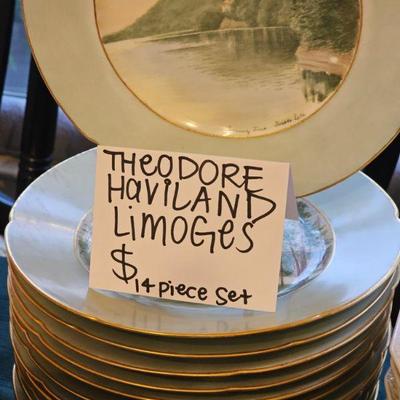 THEODORE
HAVILAND
LiMOGES
$
14 PiECE SET